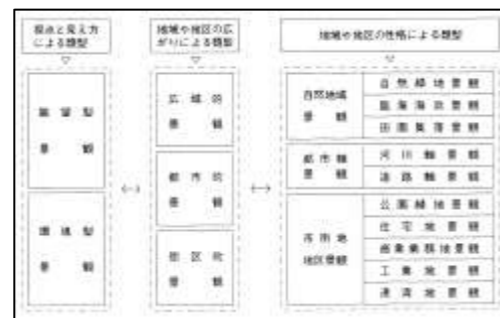 視点と見え方
による類型
地域や地区の広
がりによる類型
地域や地区の性格による類型
眺望型
景観
環境型
景観
広域的
景観
都市的
景観
街区的
景観
自然地域
景観
自然緑地景観
臨海海浜景観
田園集落景観
都市軸
景観
河川軸景観
道路軸景観
市街地
地区景観
公園緑地景観
住宅地景観
商業業務地景観
工業地景観
港湾地景観